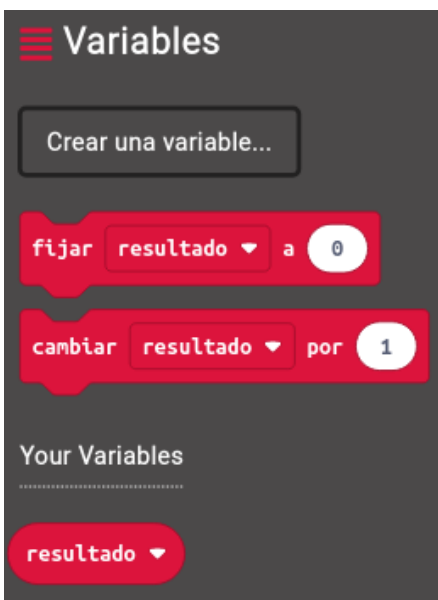 Variables
Crear una variable...
fijar resultado a 0
cambiar resultado por 1
Your Variables
resultado